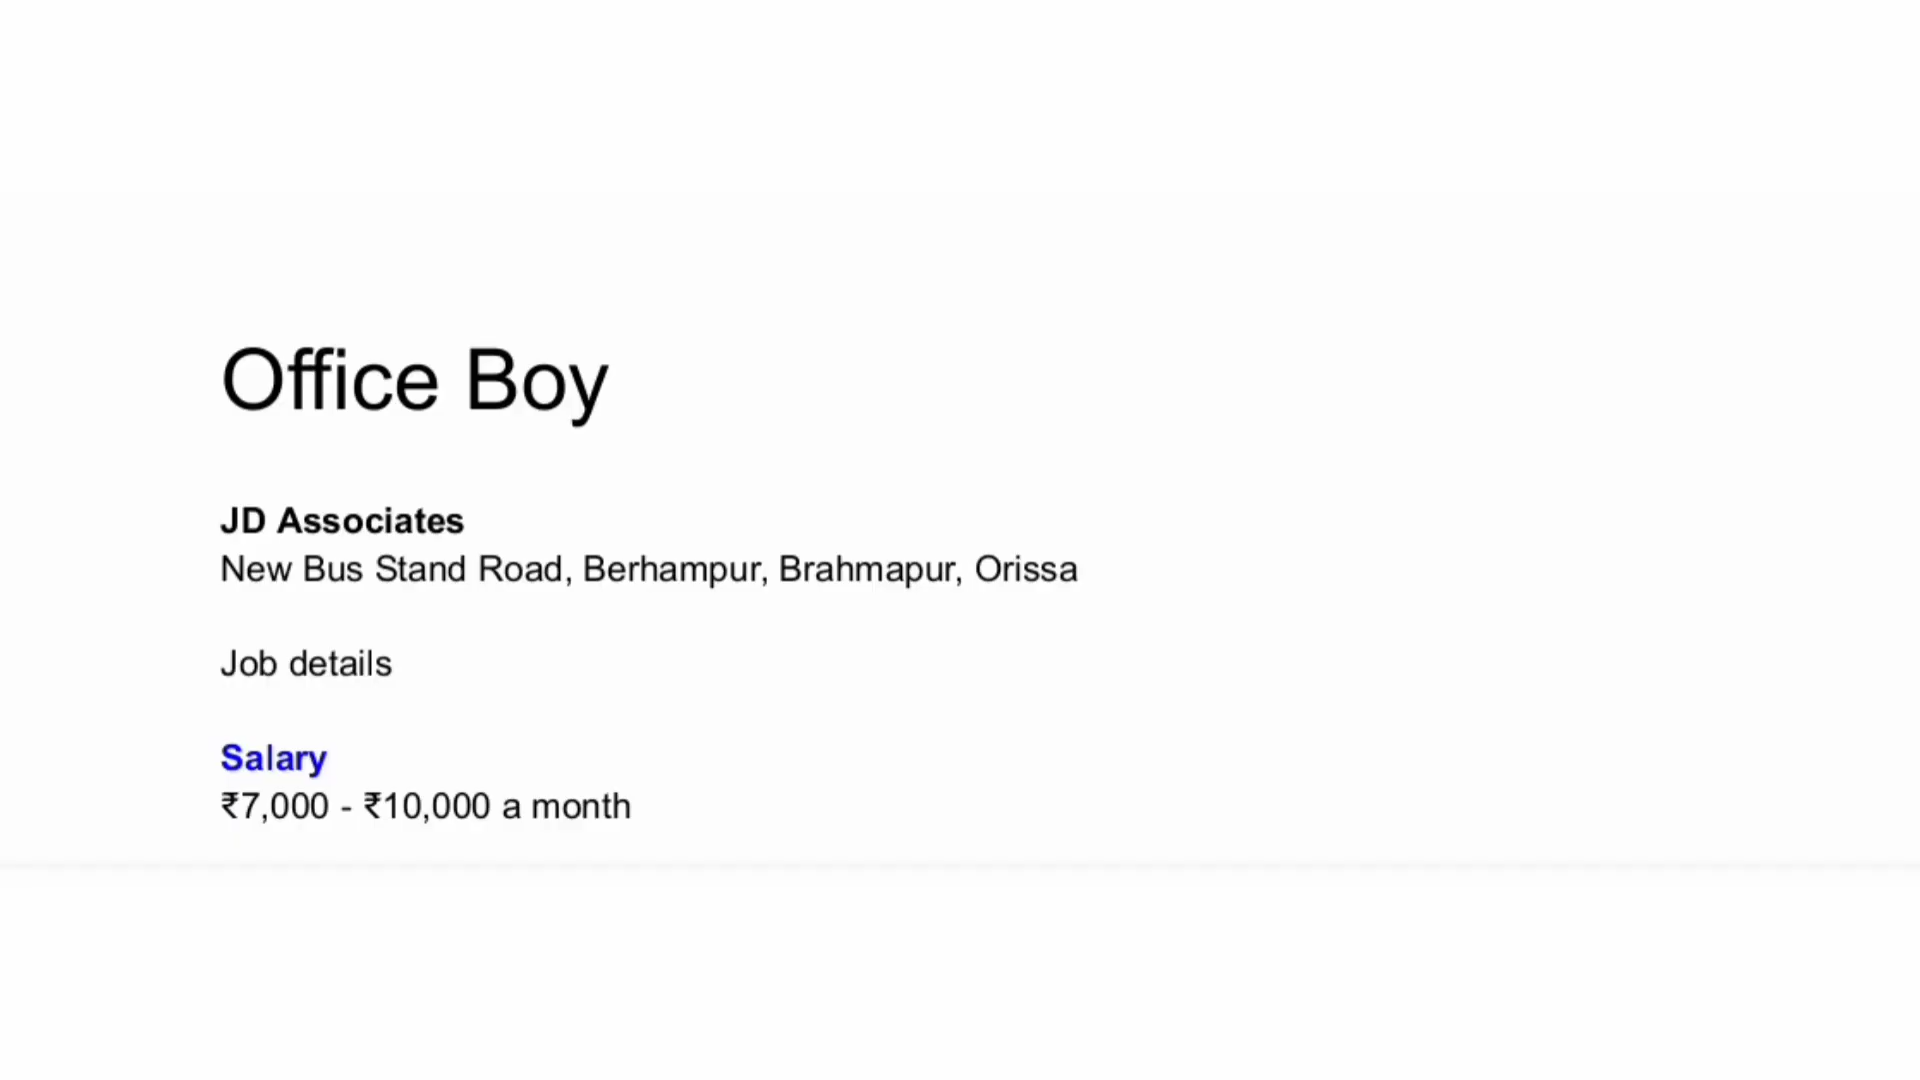 Office Boy
JD Associates
New Bus Stand Road, Berhampur, Brahmapur, Orissa
Job details
Salary
₹7,000 - ₹10,000 a month